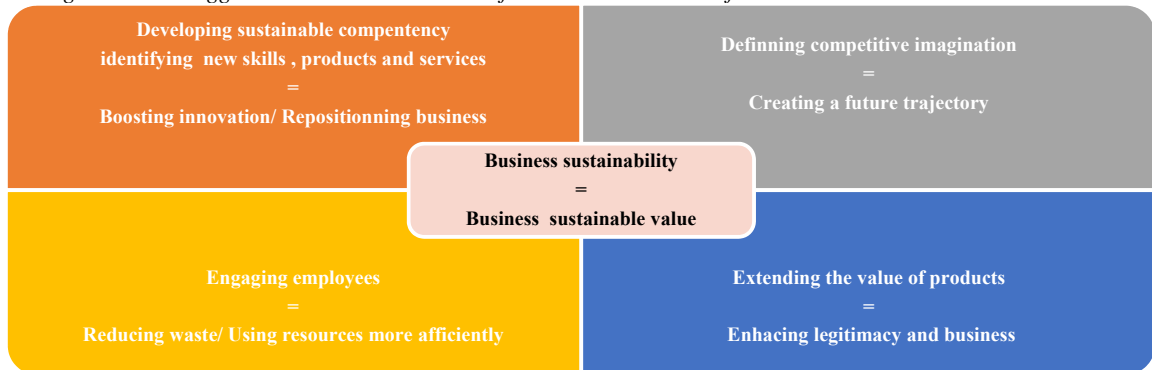 Developing sustainable compentency
identifying new skills , products and services
=
Boosting innovation/ Repositionning business
Definning competitive imagination
=
Creating a future trajectory
Business sustainability
=
Business sustainable value
Engaging employees
=
Reducing waste/ Using resources more afficiently
Extending the value of products
=
Enhacing legitimacy and business